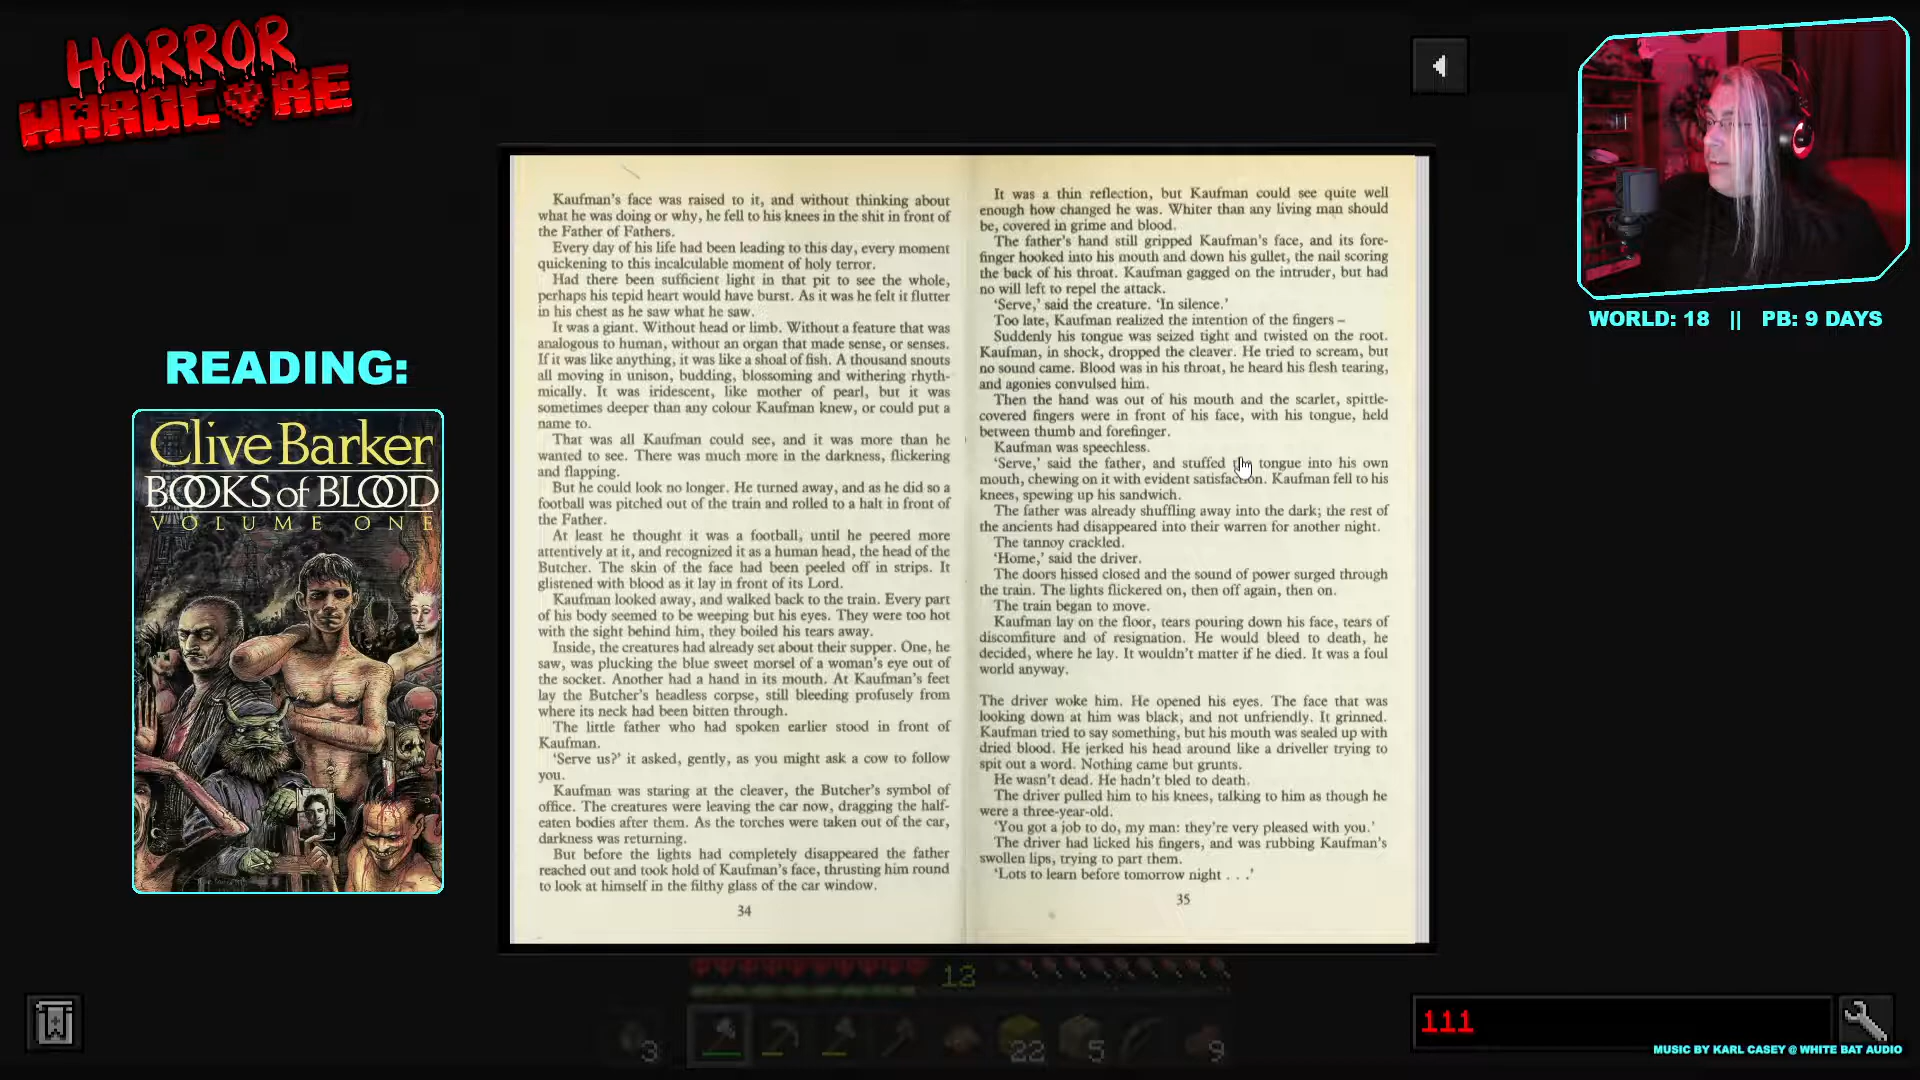 HORROR
HARDCORE
READING:
Clive Barker
BOOKS of BLOOD
VOLUME ONE
Kaufman's face was raised to it, and without thinking about
what he was doing or why, he fell to his knees in the shit in front of
the Father of Fathers.
Every day of his life had been leading to this day, every moment
quickening to this incalculable moment of holy terror.
Had there been sufficient light in that pit to see the whole,
perhaps his tepid heart would have burst. As it was he felt it flutter
in his chest as he saw what he saw.
It was a giant. Without head or limb. Without a feature that was
analogous to human, without an organ that made sense, or senses.
If it was like anything, it was like a shoal of fish. A thousand snouts
all moving in unison, budding, blossoming and withering rhyth-
mically. It was iridescent, like mother of pearl, but it was
sometimes deeper than any colour Kaufman knew, or could put a
name to.
That was all Kaufman could see, and it was more than he
wanted to see. There was much more in the darkness, flickering
and flapping.
But he could look no longer. He turned away, and as he did so a
football was pitched out of the train and rolled to a halt in front of
the Father.
At least he thought it was a football, until he peered more
attentively at it, and recognized it as a human head, the head of the
Butcher. The skin of the face had been peeled off in strips. It
glistened with blood as it lay in front of its Lord.
Kaufman looked away, and walked back to the train. Every part
of his body seemed to be weeping but his eyes. They were too hot
with the sight behind him, they boiled his tears away.
Inside, the creatures had already set about their supper. One, he
saw, was plucking the blue sweet morsel of a woman's eye out of
the socket. Another had a hand in its mouth. At Kaufman's feet
lay the Butcher's headless corpse, still bleeding profusely from
where its neck had been bitten through.
The little father who had spoken earlier stood in front of
Kaufman.
'Serve us?' it asked, gently, as you might ask a cow to follow
you.
Kaufman was staring at the cleaver, the Butcher's symbol of
office. The creatures were leaving the car now, dragging the half-
eaten bodies after them. As the torches were taken out of the car,
darkness was returning.
But before the lights had completely disappeared the father
reached out and took hold of Kaufman's face, thrusting him round
to look at himself in the filthy glass of the car window.
34
It was a thin reflection, but Kaufman could see quite well
enough how changed he was. Whiter than any living man should
be, covered in grime and blood.
The father's hand still gripped Kaufman's face, and its fore-
finger hooked into his mouth and down his gullet, the nail scoring
the back of his throat. Kaufman gagged on the intruder, but had
no will left to repel the attack.
'Serve,' said the creature. 'In silence.'
Too late, Kaufman realized the intention of the fingers –
Suddenly his tongue was seized tight and twisted on the root.
Kaufman, in shock, dropped the cleaver. He tried to scream, but
no sound came. Blood was in his throat, he heard his flesh tearing,
and agonies convulsed him.
Then the hand was out of his mouth and the scarlet, spittle-
covered fingers were in front of his face, with his tongue, held
between thumb and forefinger.
Kaufman was speechless.
'Serve,' said the father, and stuffed tongue into his own
mouth, chewing on it with evident satisfaction. Kaufman fell to his
knees, spewing up his sandwich.
The father was already shuffling away into the dark; the rest of
the ancients had disappeared into their warren for another night.
The tannoy crackled.
'Home,' said the driver.
The doors hissed closed and the sound of power surged through
the train. The lights flickered on, then off again, then on.
The train began to move.
Kaufman lay on the floor, tears pouring down his face, tears of
discomfiture and of resignation. He would bleed to death, he
decided, where he lay. It wouldn't matter if he died. It was a foul
world anyway.
The driver woke him. He opened his eyes. The face that was
looking down at him was black, and not unfriendly. It grinned.
Kaufman tried to say something, but his mouth was sealed up with
dried blood. He jerked his head around like a driveller trying to
spit out a word. Nothing came but grunts.
He wasn't dead. He hadn't bled to death.
The driver pulled him to his knees, talking to him as though he
were a three-year-old.
'You got a job to do, my man: they're very pleased with you.'
The driver had licked his fingers, and was rubbing Kaufman's
swollen lips, trying to part them.
'Lots to learn before tomorrow night . . .'
35
WORLD: 18 || PB: 9 DAYS
12
3
22
5
9
111
MUSIC BY KARL CASEY @ WHITE BAT AUDIO